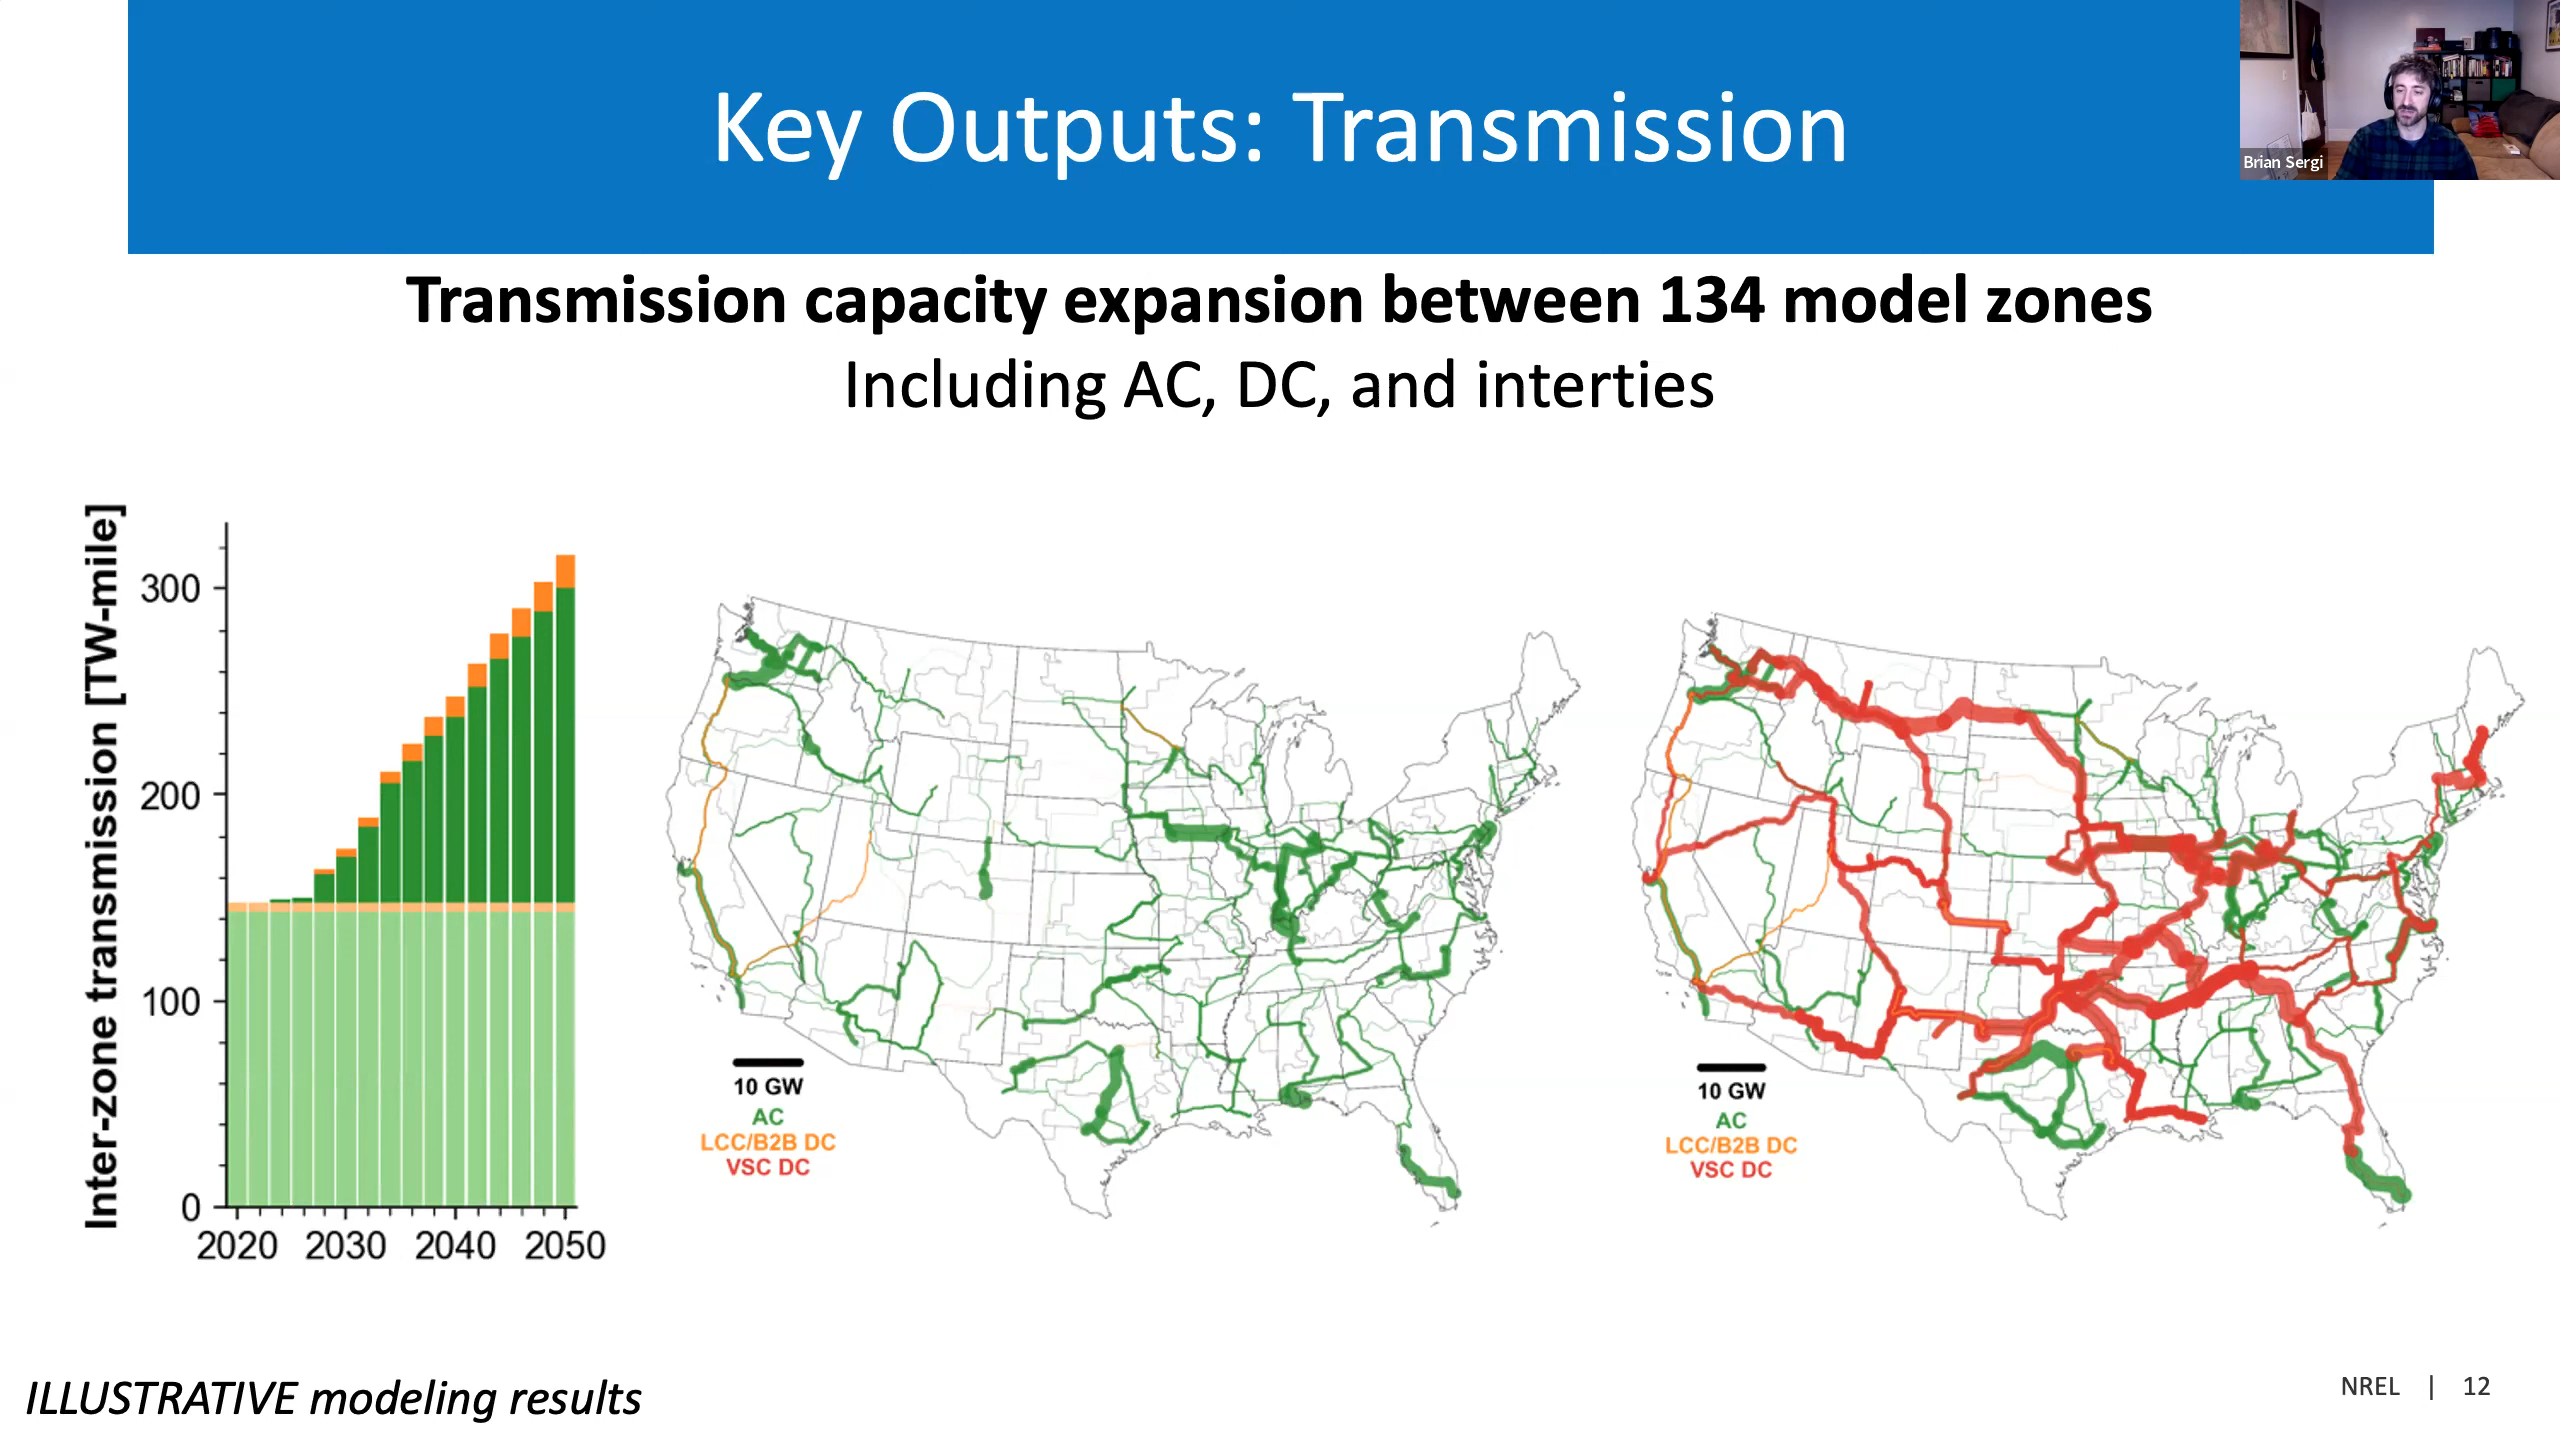 Key Outputs: Transmission
Brian Sergi
Transmission capacity expansion between 134 model zones
Including AC, DC, and interties
Inter-zone transmission [TW-mile]
300
200
100
0
2020 2030 2040 2050
10 GW
AC
LCC/B2B DC
VSC DC
10 GW
AC
LCC/B2B DC
VSC DC
ILLUSTRATIVE modeling results
NREL | 12